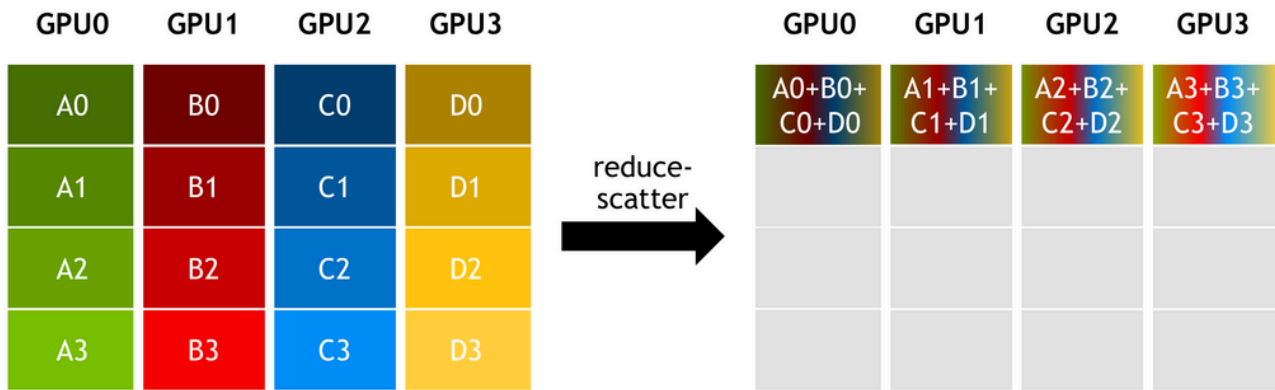 GPU0 GPU1 GPU2 GPU3 GPU0 GPU1 GPU2 GPU3
A0 B0 C0 D0 A0+B0+ A1+B1+ A2+B2+ A3+B3+
C0+D0 C1+D1 C2+D2 C3+D3
A1 B1 C1 D1
reduce-
scatter
A2 B2 C2 D2
A3 B3 C3 D3